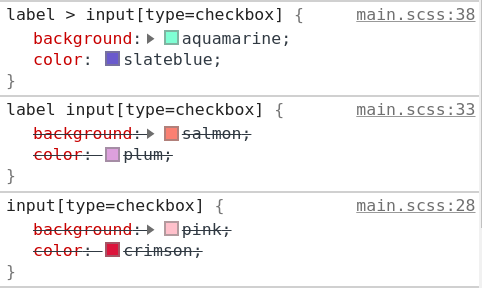 label > input[type=checkbox] { main.scss:38
background: aquamarine;
color: slateblue;
}
label input[type=checkbox] { main.scss:33
background: salmon;
color: plum;
}
input[type=checkbox] { main.scss:28
background: pink;
color: crimson;
}